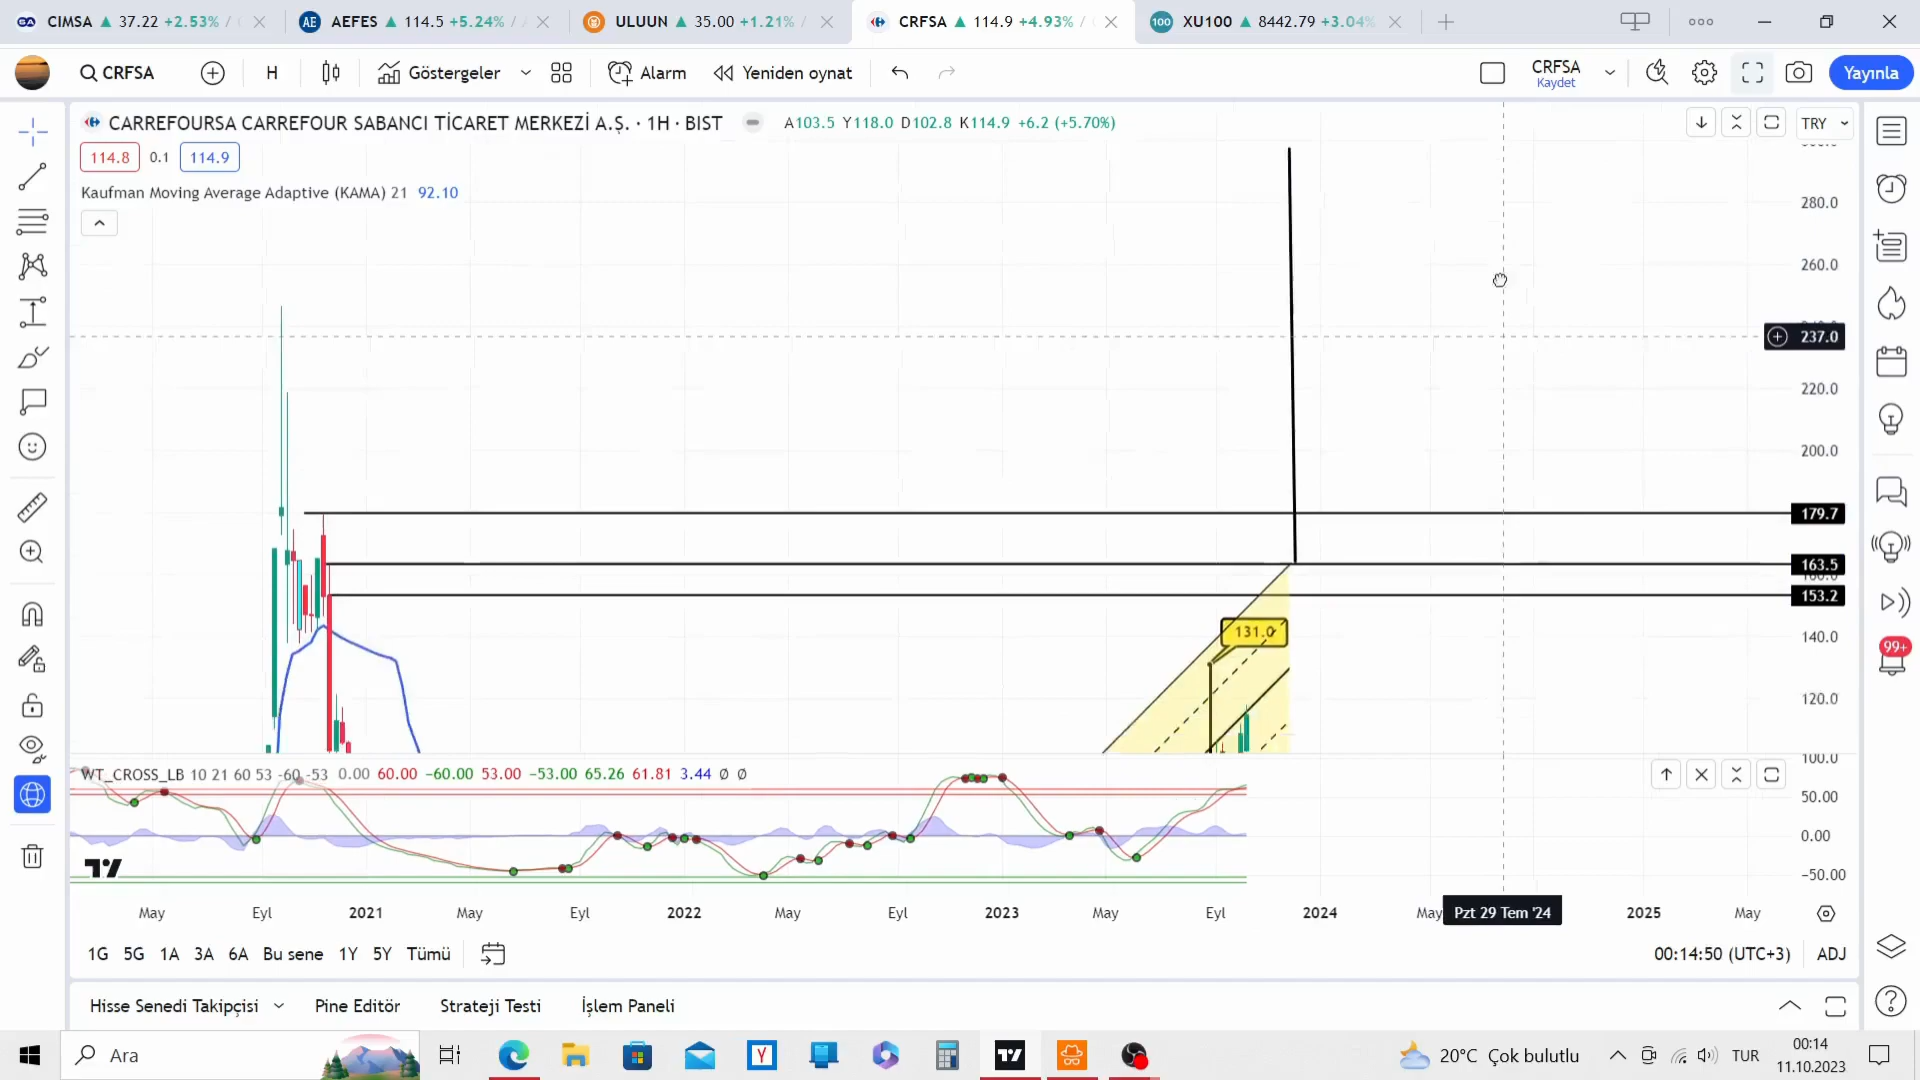 CIMSA ▲ 37.22 +2.53% /
AEFES ▲ 114.5 +5.24% /
ULUUN ▲ 35.00 +1.21% /
CRFSA ▲ 114.9 +4.93% /
100 XU100 ▲ 8442.79 +3.04%
CRFSA
H
Göstergeler
Alarm
Yeniden oynat
CRFSA
Kaydet
Yayınla
CARREFOURSA CARREFOUR SABANCI TİCARET MERKEZİ A.Ş. · 1H · BIST
A103.5 Y118.0 D102.8 K114.9 +6.2 (+5.70%)
TRY
114.8 0.1 114.9
Kaufman Moving Average Adaptive (KAMA) 21 92.10
280.0
260.0
237.0
220.0
200.0
179.7
163.5
160.0
153.2
131.0
140.0
120.0
99+
WT_CROSS_LB 10 21 60 53 -60 -53 0.00 60.00 −60.00 53.00 −53.00 65.26 61.81 3.44 Ø Ø
100.0
50.00
0.00
−50.00
May Eyl 2021 May Eyl 2022 May Eyl 2023 May Eyl 2024 May Pzt 29 Tem '24 2025 May
1G 5G 1A 3A 6A Bu sene 1Y 5Y Tümü
00:14:50 (UTC+3) ADJ
Hisse Senedi Takipçisi Pine Editör Strateji Testi İşlem Paneli
Ara
20°C Çok bulutlu
TUR
00:14
11.10.2023